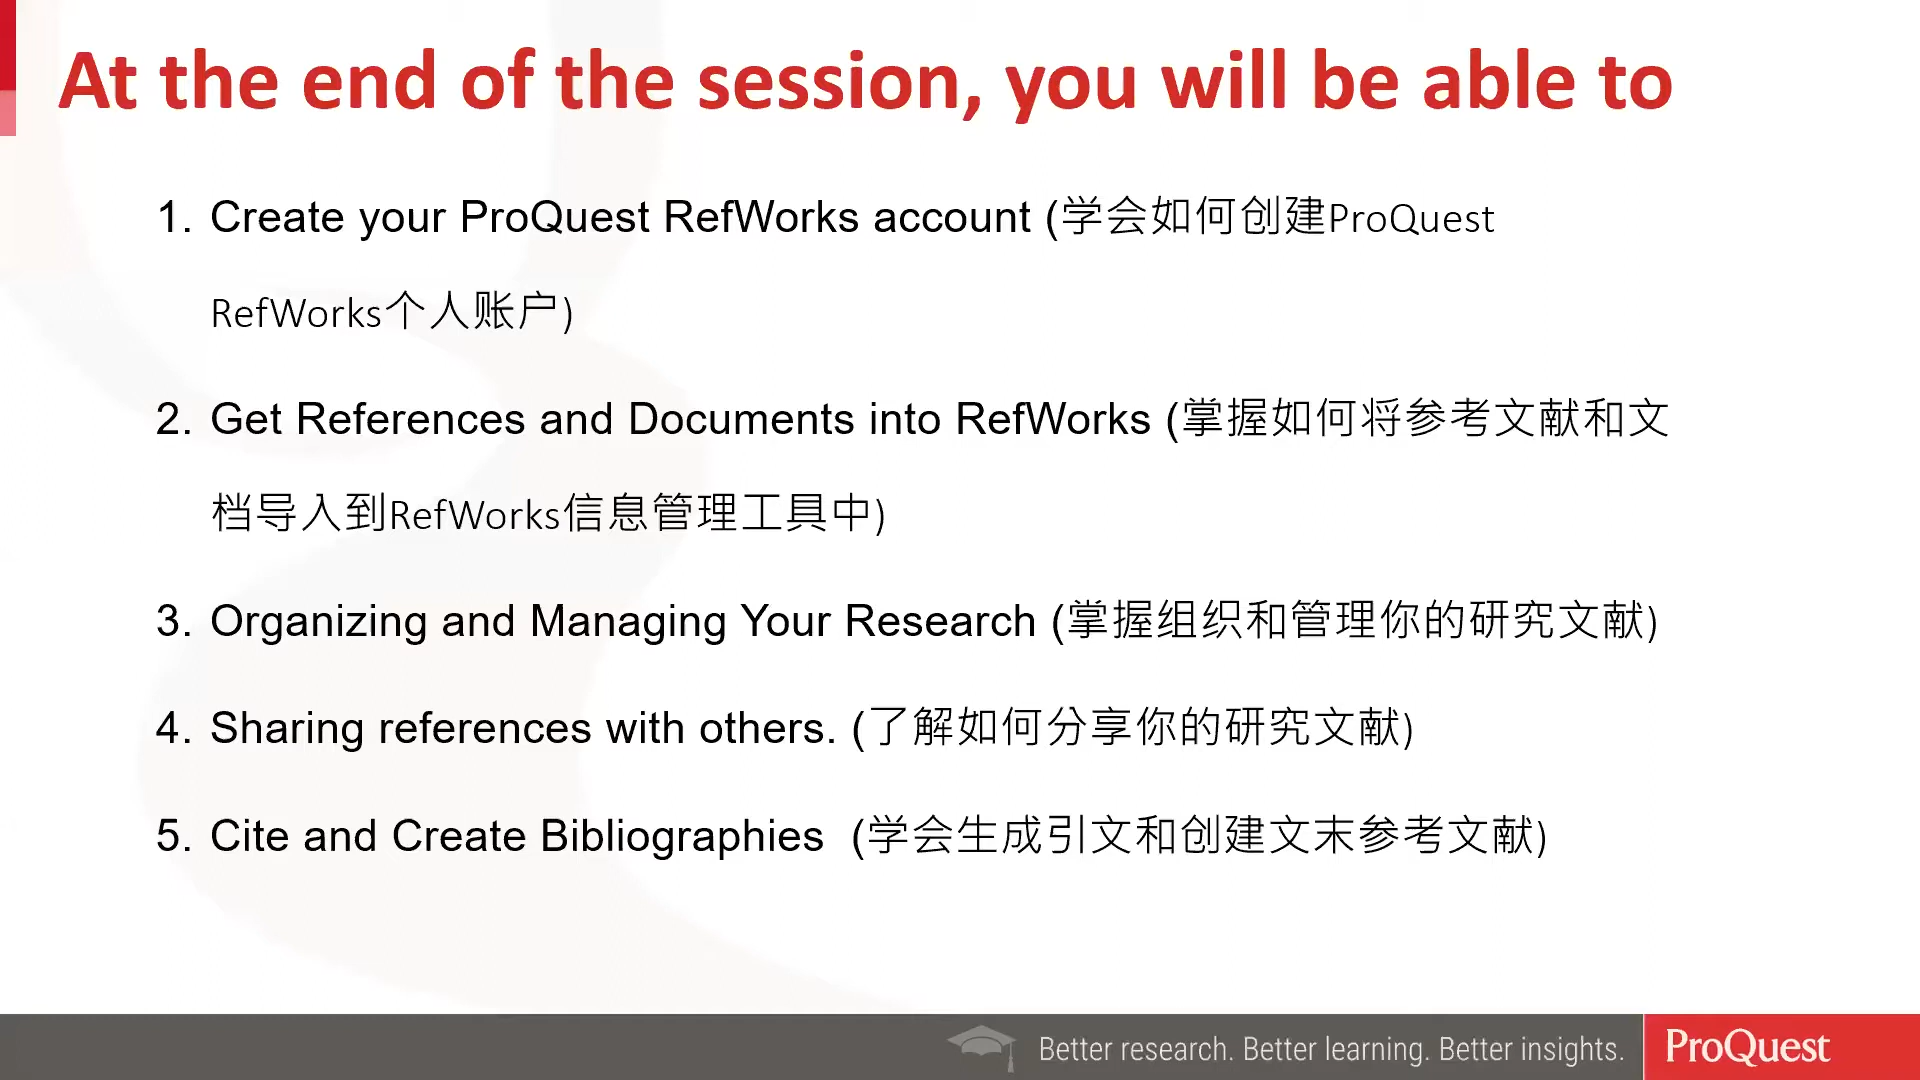 At the end of the session, you will be able to
1. Create your ProQuest RefWorks account (学会如何创建ProQuest
RefWorks个人账户)
2. Get References and Documents into RefWorks (掌握如何将参考文献和文
档导入到RefWorks信息管理工具中)
3. Organizing and Managing Your Research (掌握组织和管理你的研究文献)
4. Sharing references with others. (了解如何分享你的研究文献)
5. Cite and Create Bibliographies  (学会生成引文和创建文末参考文献)
Better research. Better learning. Better insights.
ProQuest